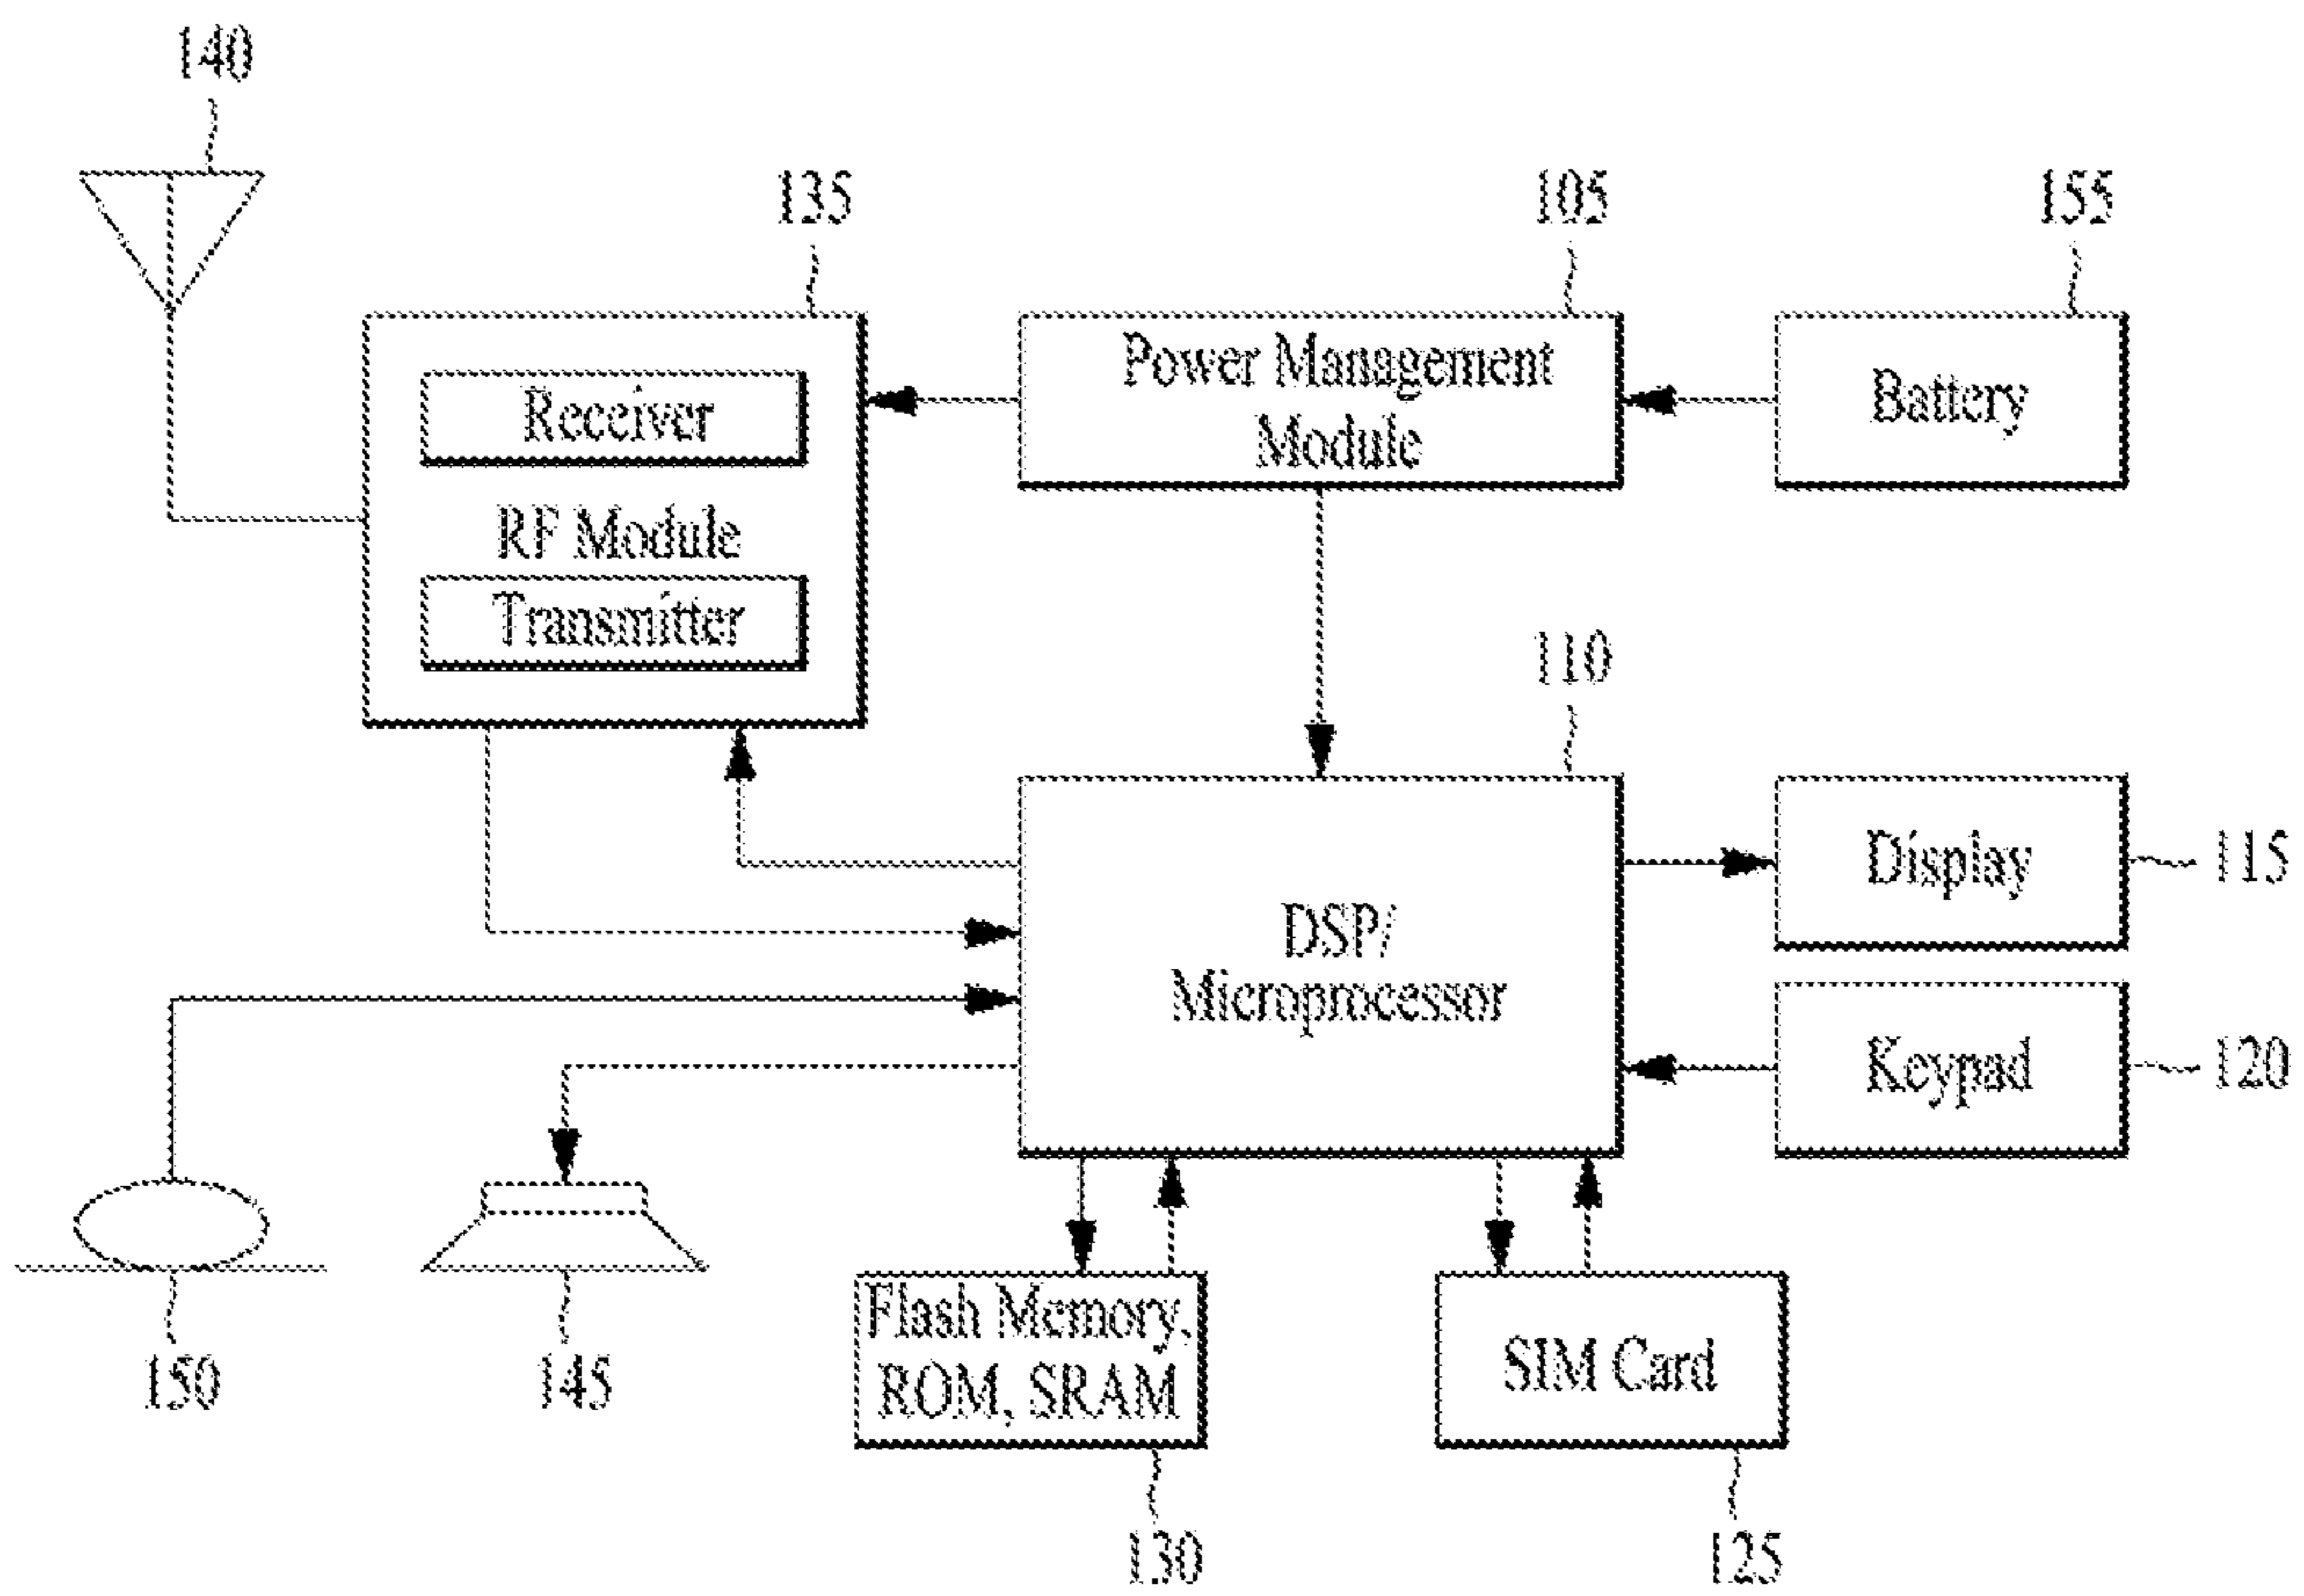 140
135
105
155
Receiver
RF Module
Transmitter
Power Management
Module
Battery
110
DSP/
Microprocessor
Display
115
Keypad
120
150
145
Flash Memory,
ROM, SRAM
SIM Card
130
125